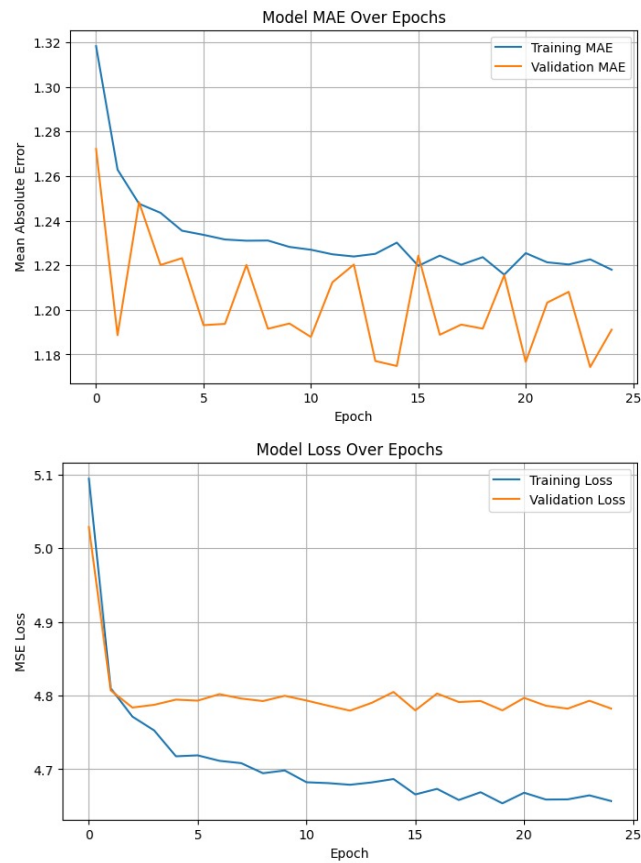 Model MAE Over Epochs
1.32
1.30
1.28
1.26
1.24
1.22
1.20
1.18
Mean Absolute Error
Training MAE
Validation MAE
0 5 10 15 20 25
Epoch
Model Loss Over Epochs
5.1
5.0
4.9
4.8
4.7
MSE Loss
Training Loss
Validation Loss
0 5 10 15 20 25
Epoch